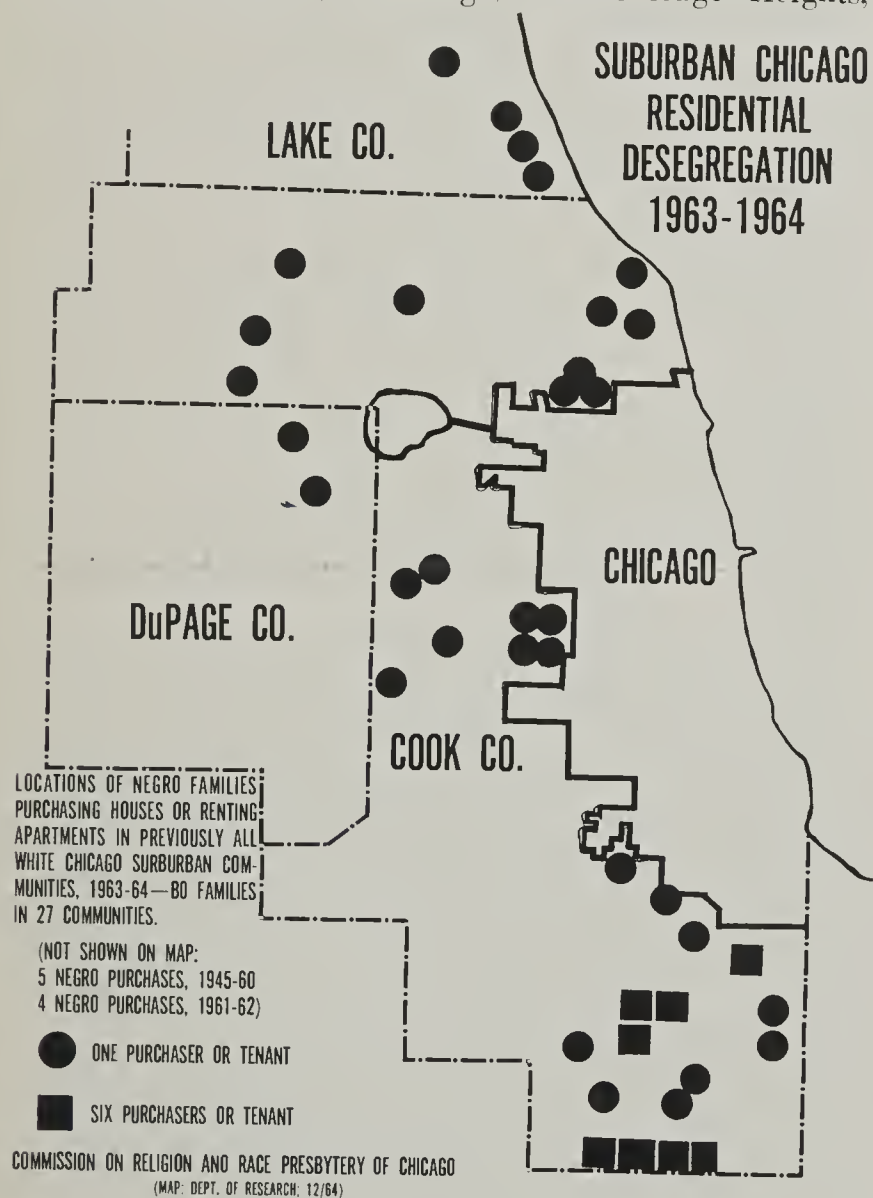 Heights,
SUBURBAN CHICAGO
RESIDENTIAL
DESEGREGATION
1963-1964
LAKE CO.
CHICAGO
DuPAGE CO.
COOK CO.
LOCATIONS OF NEGRO FAMILIES
PURCHASING HOUSES OR RENTING
APARTMENTS IN PREVIOUSLY ALL
WHITE CHICAGO SURBURBAN COM-
MUNITIES, 1963-64—80 FAMILIES
IN 27 COMMUNITIES.
(NOT SHOWN ON MAP:
5 NEGRO PURCHASES, 1945-60
4 NEGRO PURCHASES, 1961-62)
ONE PURCHASER OR TENANT
SIX PURCHASERS OR TENANT
COMMISSION ON RELIGION AND RACE PRESBYTERY OF CHICAGO
(MAP: DEPT. OF RESEARCH; 12/64)